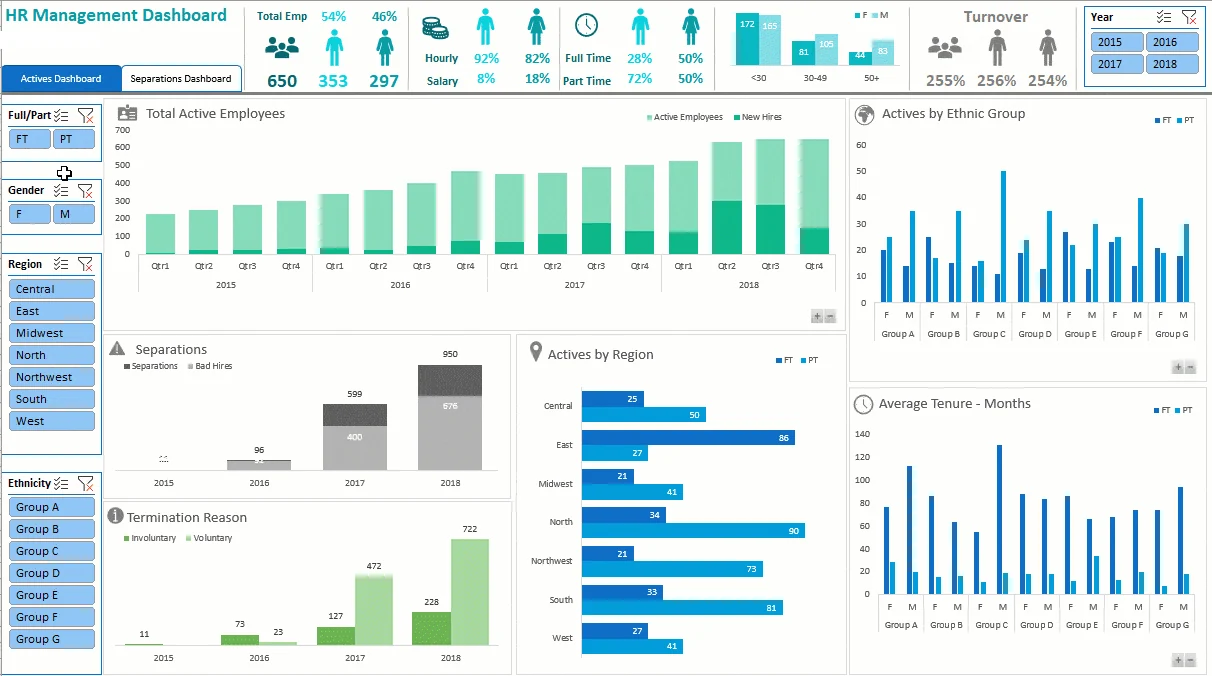 HR Management Dashboard
Actives Dashboard
Separations Dashboard
Total Emp 54% 46%
650 353 297
Hourly 92% 82%
Salary 8% 18%
Full Time 28% 50%
Part Time 72% 50%
F M
172 165 81 105 44 83
<30 30-49 50+
Turnover
255% 256% 254%
Year
2015 2016
2017 2018
Full/Part
FT PT
Gender
F M
Region
Central
East
Midwest
North
Northwest
South
West
Ethnicity
Group A
Group B
Group C
Group D
Group E
Group F
Group G
Total Active Employees
Active Employees New Hires
700
600
500
400
300
200
100
0
Qtr1 Qtr2 Qtr3 Qtr4 Qtr1 Qtr2 Qtr3 Qtr4 Qtr1 Qtr2 Qtr3 Qtr4 Qtr1 Qtr2 Qtr3 Qtr4
2015 2016 2017 2018
+ −
Separations
Separations Bad Hires
96 599 950
400 676
2015 2016 2017 2018
Termination Reason
Involuntary Voluntary
11 73 23 127 472 228 722
2015 2016 2017 2018
Actives by Region
FT PT
Central 25 50
East 86 27
Midwest 21 41
North 34 90
Northwest 21 73
South 33 81
West 27 41
Actives by Ethnic Group
FT PT
60
50
40
30
20
10
0
F M F M F M F M F M F M F M
Group A Group B Group C Group D Group E Group F Group G
+ −
Average Tenure - Months
FT PT
140
120
100
80
60
40
20
0
F M F M F M F M F M F M F M
Group A Group B Group C Group D Group E Group F Group G
+ −